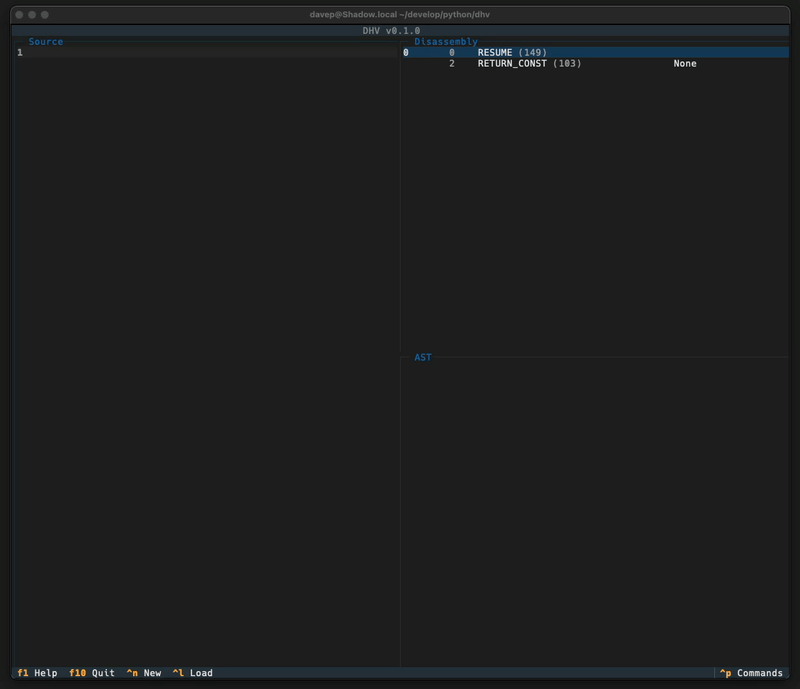 davep@Shadow.local ~/develop/python/dhv
DHV v0.1.0
Source
1
Disassembly
0 0 RESUME (149)
2 RETURN_CONST (103) None
AST
f1 Help f10 Quit ^n New ^l Load ^p Commands